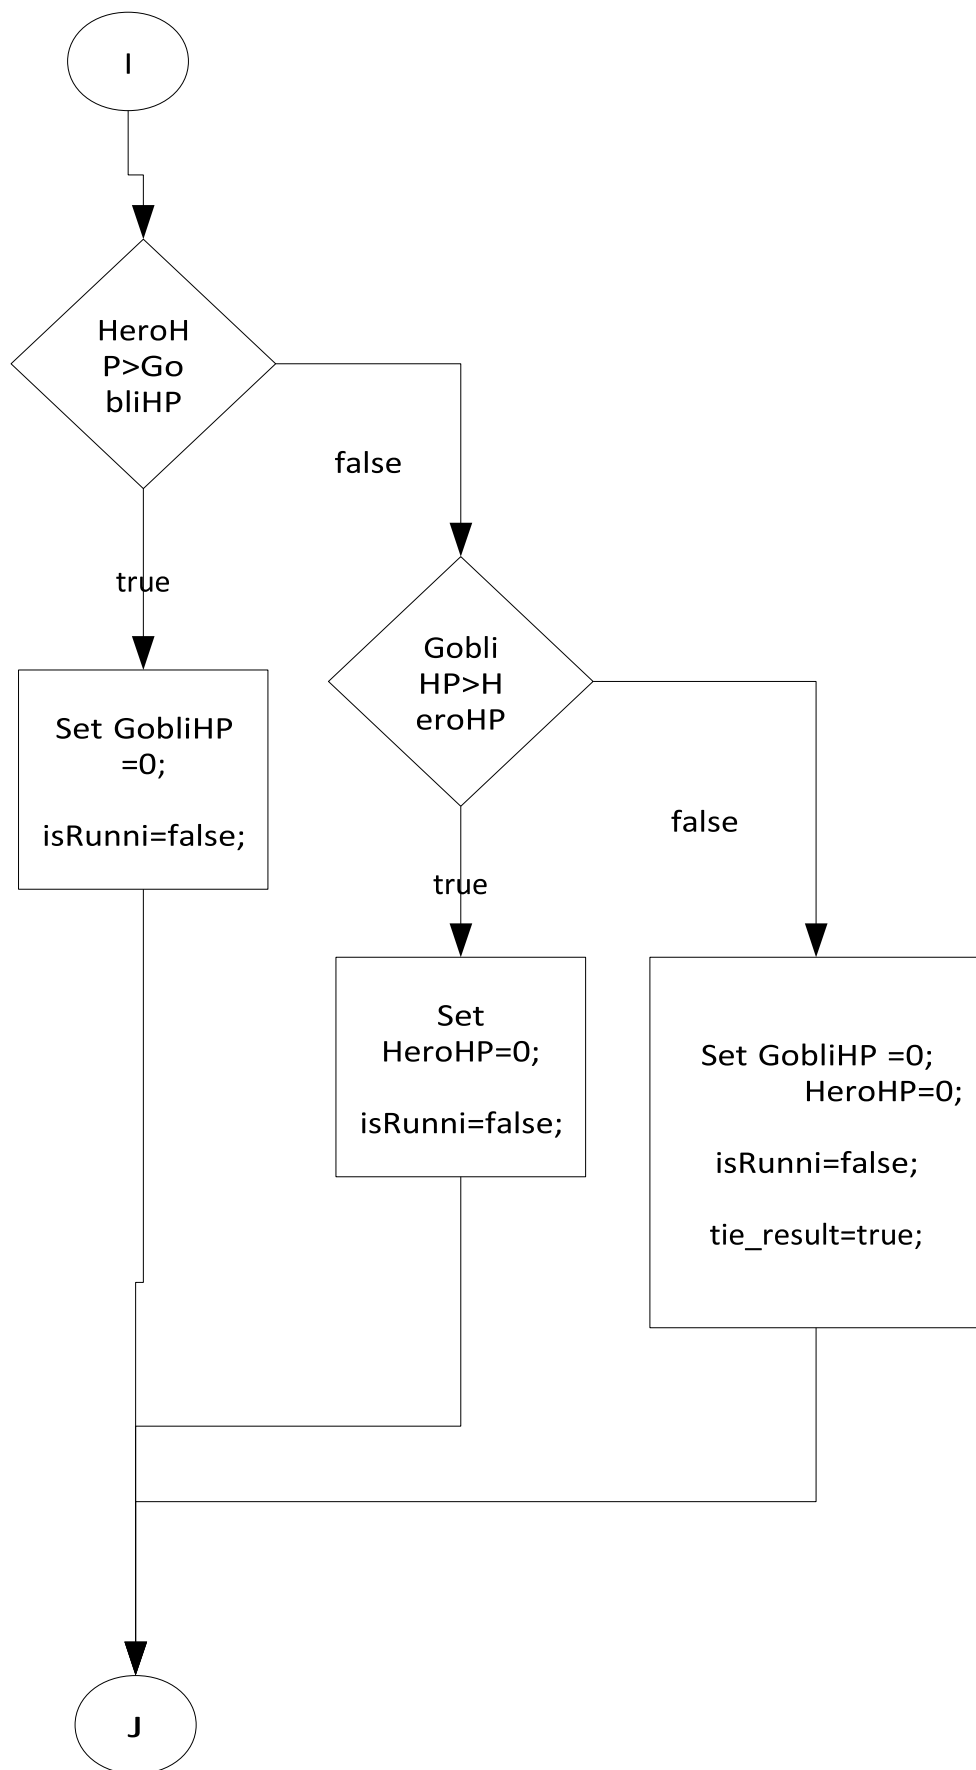 I
HeroH
P>Go
bliHP
false
true
Gobli
HP>H
eroHP
Set GobliHP
=0;
isRunni=false;
false
true
Set
HeroHP=0;
isRunni=false;
Set GobliHP =0;
HeroHP=0;
isRunni=false;
tie_result=true;
J